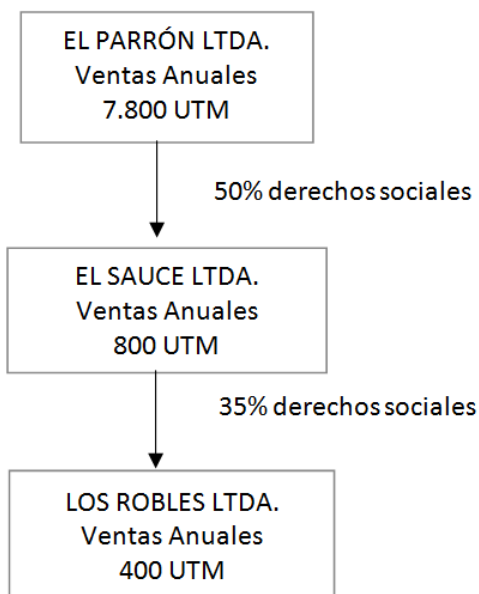 EL PARRÓN LTDA.
Ventas Anuales
7.800 UTM
50% derechos sociales
EL SAUCE LTDA.
Ventas Anuales
800 UTM
35% derechos sociales
LOS ROBLES LTDA.
Ventas Anuales
400 UTM